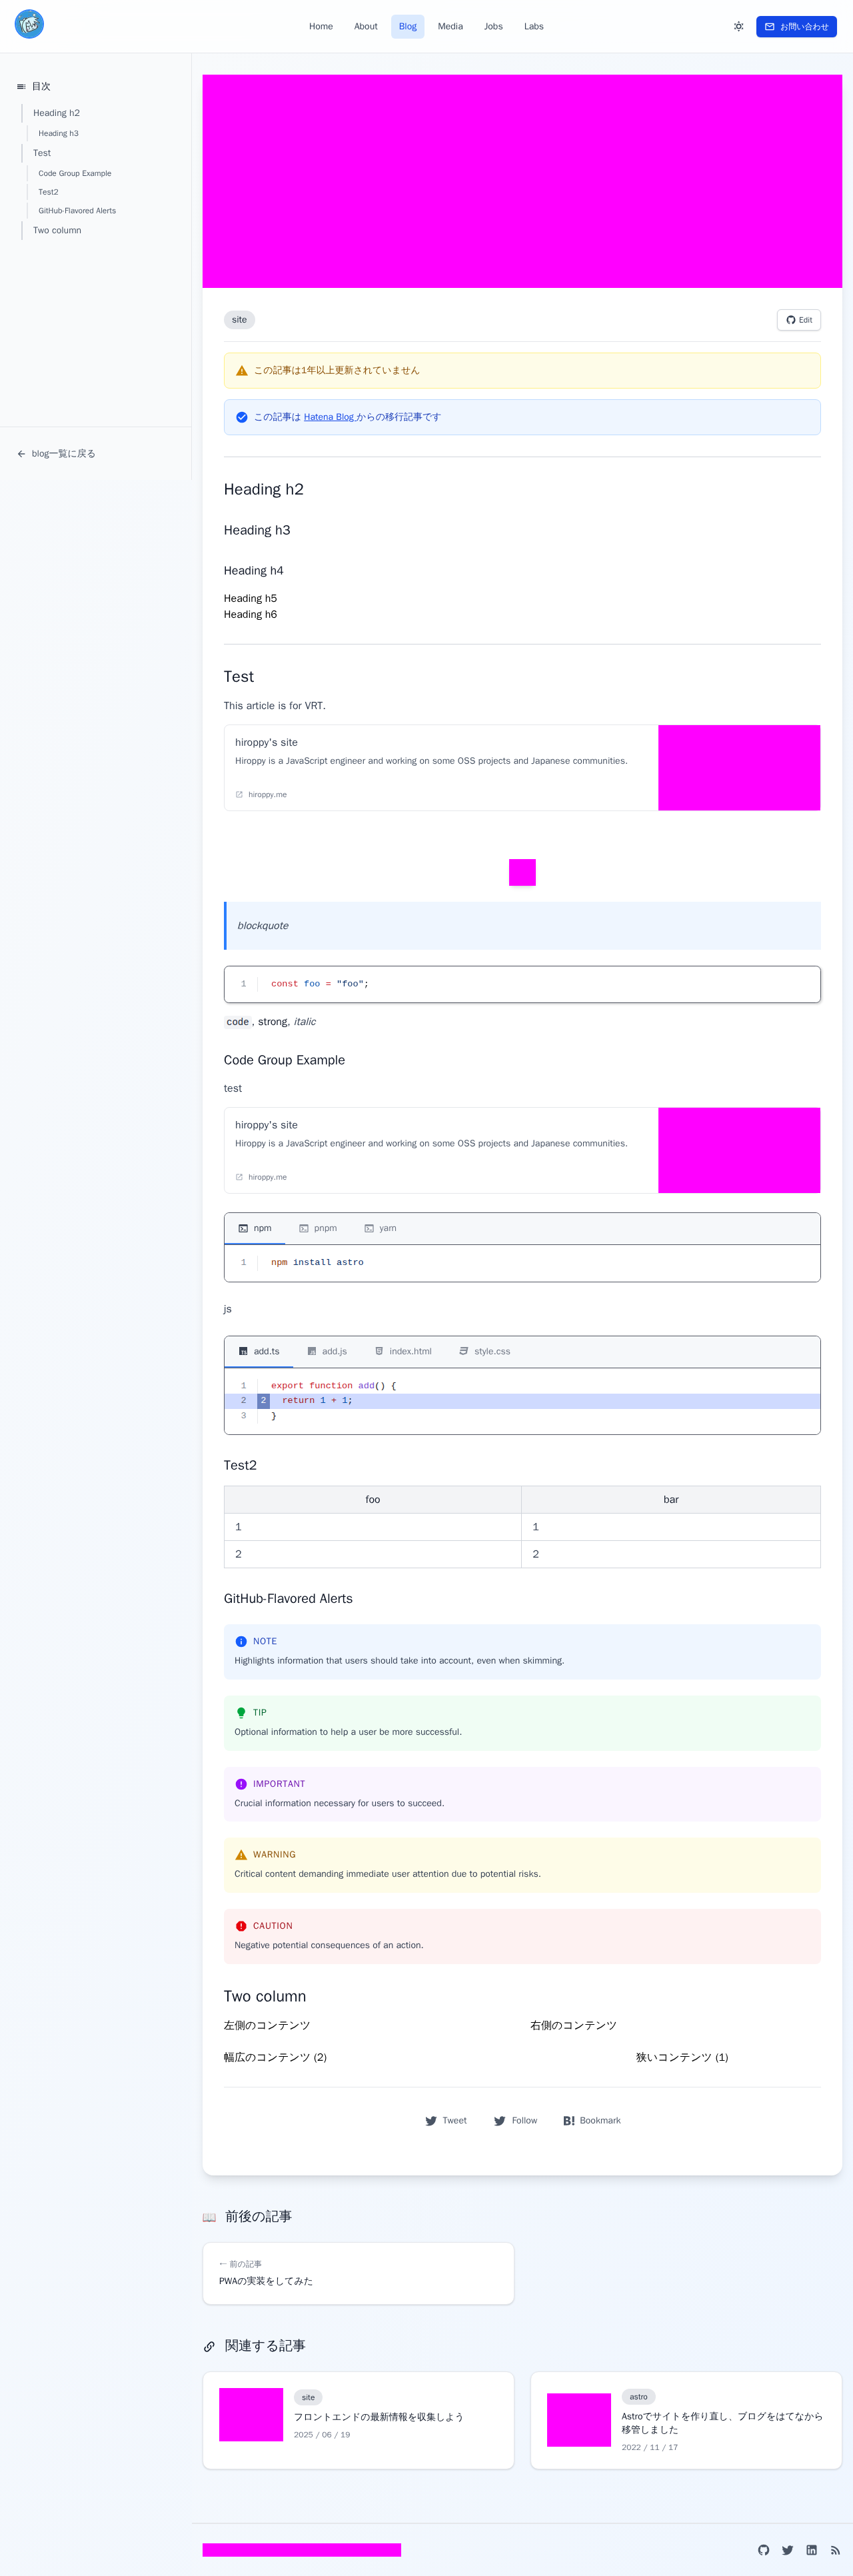 Home About Blog Media Jobs Labs お問い合わせ
目次
Heading h2
Heading h3
Test
Code Group Example
Test2
GitHub-Flavored Alerts
Two column
blog一覧に戻る
site
Edit
この記事は1年以上更新されていません
この記事は Hatena Blog からの移行記事です
Heading h2
Heading h3
Heading h4
Heading h5
Heading h6
Test
This article is for VRT.
hiroppy's site
Hiroppy is a JavaScript engineer and working on some OSS projects and Japanese communities.
hiroppy.me
blockquote
1 const foo = "foo";
code, strong, italic
Code Group Example
test
hiroppy's site
Hiroppy is a JavaScript engineer and working on some OSS projects and Japanese communities.
hiroppy.me
npm pnpm yarn
1 npm install astro
js
add.ts add.js index.html style.css
1 export function add() {
2 2 return 1 + 1;
3 }
Test2
foo bar
1 1
2 2
GitHub-Flavored Alerts
NOTE
Highlights information that users should take into account, even when skimming.
TIP
Optional information to help a user be more successful.
IMPORTANT
Crucial information necessary for users to succeed.
WARNING
Critical content demanding immediate user attention due to potential risks.
CAUTION
Negative potential consequences of an action.
Two column
左側のコンテンツ 右側のコンテンツ
幅広のコンテンツ (2) 狭いコンテンツ (1)
Tweet Follow B! Bookmark
前後の記事
← 前の記事
PWAの実装をしてみた
関連する記事
site
フロントエンドの最新情報を収集しよう
2025 / 06 / 19
astro
Astroでサイトを作り直し、ブログをはてなから
移管しました
2022 / 11 / 17